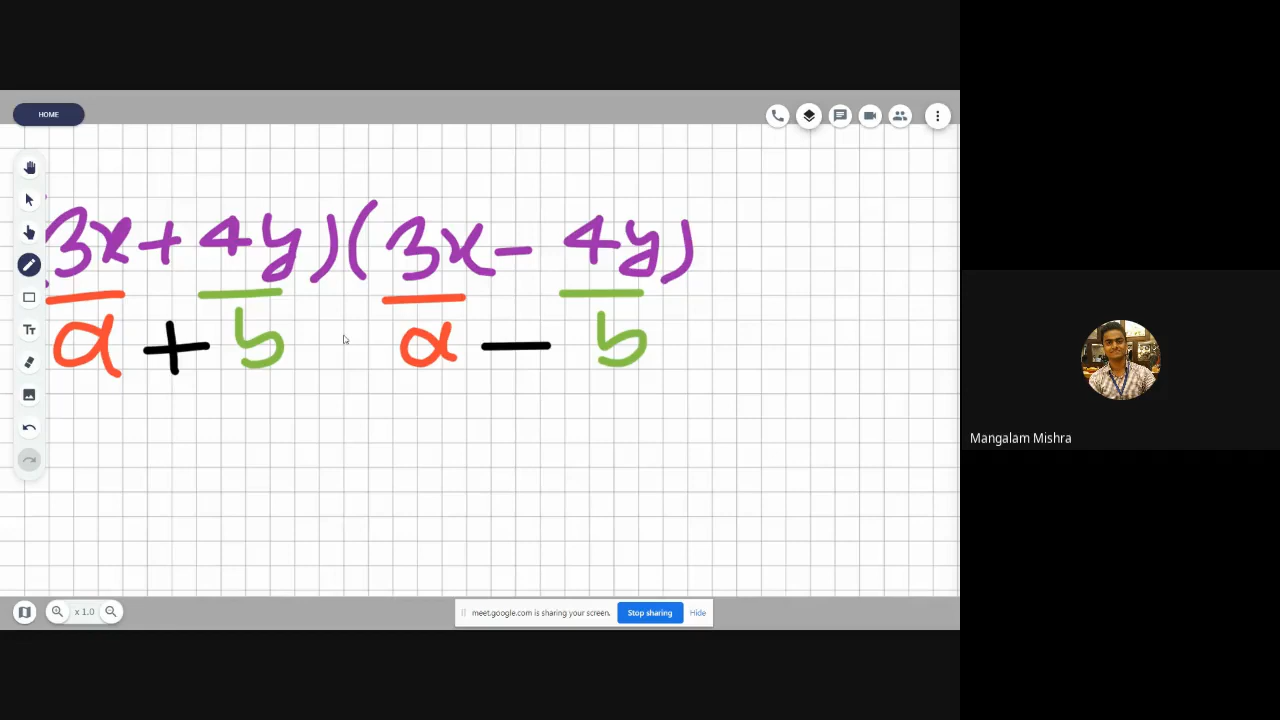 HOME
(3x+4y)(3x-4y)
a + b a - b
Tт
Mangalam Mishra
x 1.0
meet.google.com is sharing your screen. Stop sharing Hide